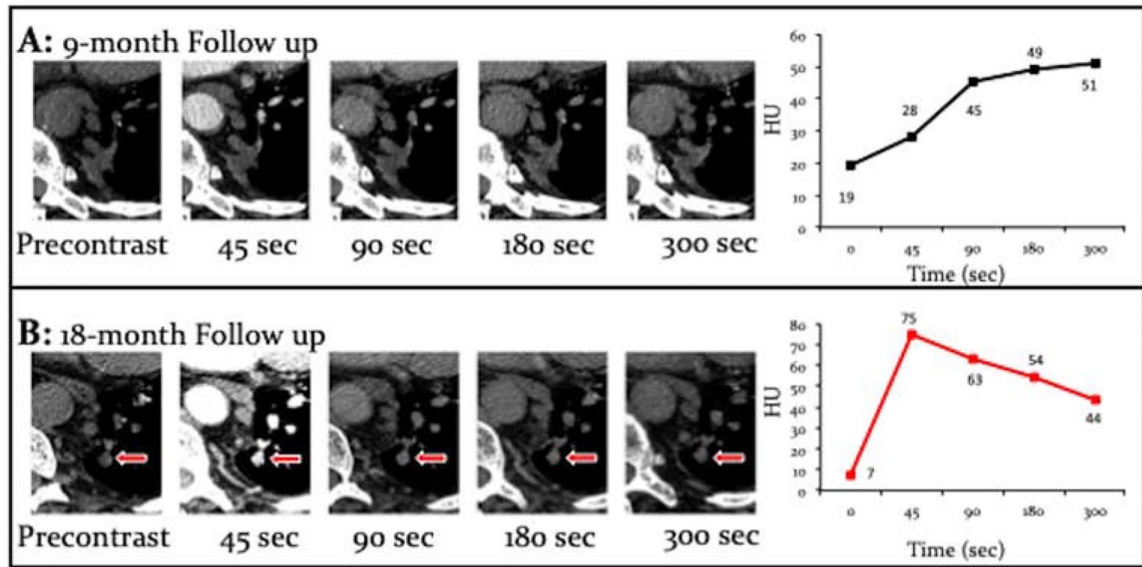 A: 9-month Follow up
Precontrast 45 sec 90 sec 180 sec 300 sec
60
50
40
30
20
10
0
HU
19
28
45
49
51
0 45 90 180 300
Time (sec)
B: 18-month Follow up
Precontrast 45 sec 90 sec 180 sec 300 sec
80
70
60
50
40
30
20
10
0
HU
7
75
63
54
44
0 45 90 180 300
Time (sec)